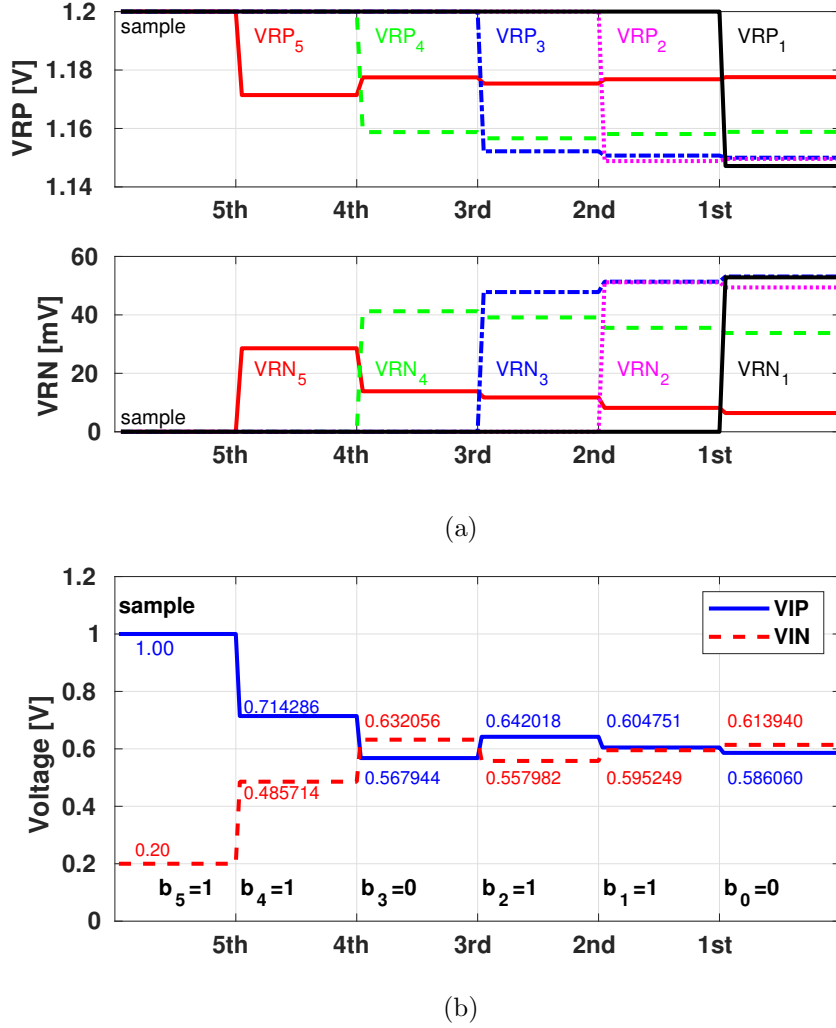 1.2
sample
VRP5
VRP4
VRP3
VRP2
VRP1
1.18
1.16
1.14
VRP [V]
5th
4th
3rd
2nd
1st
60
40
20
0
VRN [mV]
VRN5
VRN4
VRN3
VRN2
VRN1
sample
5th
4th
3rd
2nd
1st
(a)
1.2
1
0.8
0.6
0.4
0.2
0
Voltage [V]
sample
VIP
VIN
1.00
0.714286
0.632056
0.642018
0.604751
0.613940
0.485714
0.567944
0.557982
0.595249
0.586060
0.20
b5=1
b4=1
b3=0
b2=1
b1=1
b0=0
5th
4th
3rd
2nd
1st
(b)